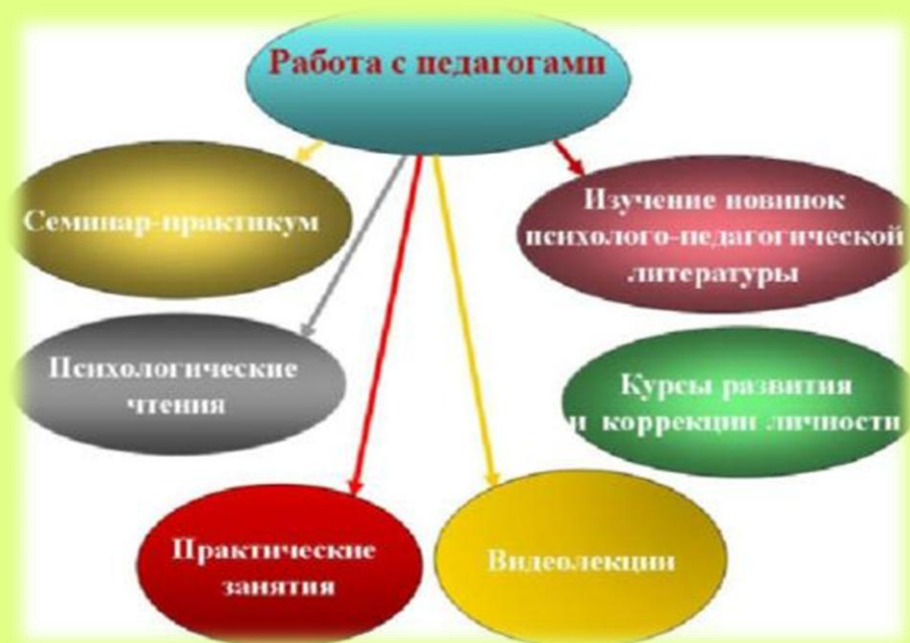 Работа с педагогами
Семинар-практикум
Изучение новинок
психолого-педагогической
литературы
Психологические
чтения
Курсы развития
и коррекции личности
Практические
занятия
Видеолекции